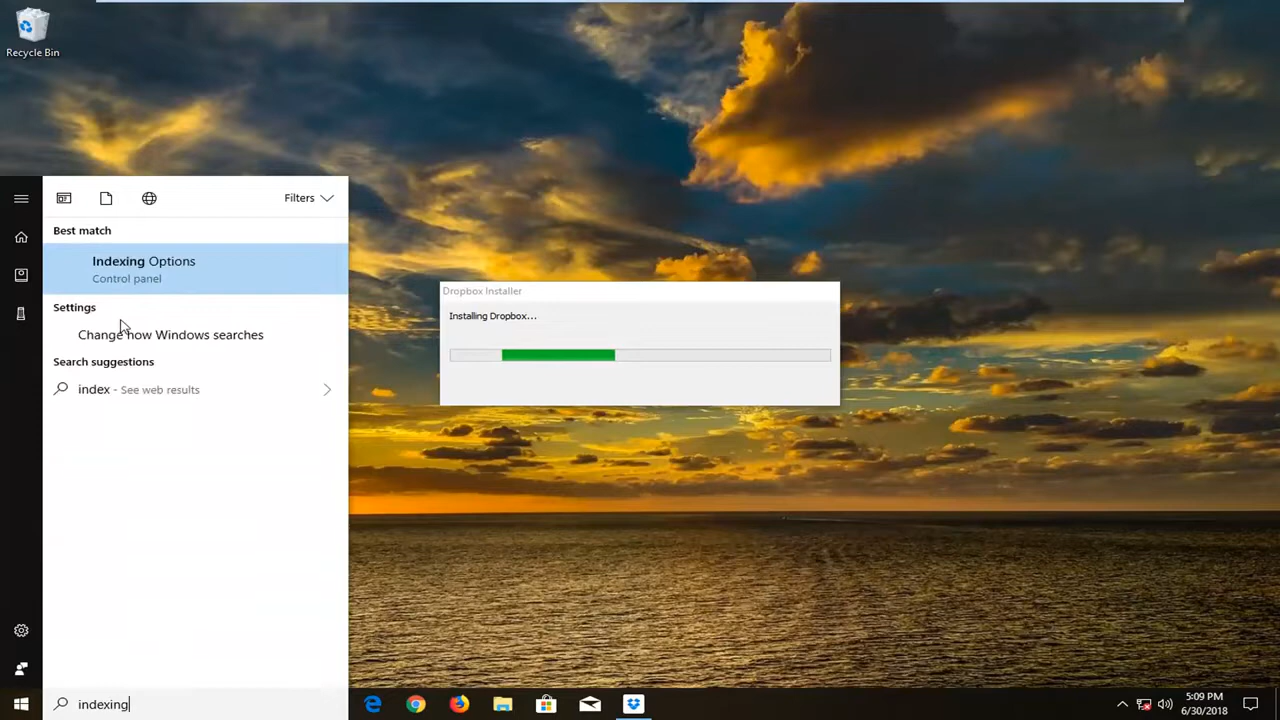 Recycle Bin
Filters
Best match
Indexing Options
Control panel
Settings
Change how Windows searches
Search suggestions
index - See web results
indexing
Dropbox Installer
Installing Dropbox...
5:09 PM
6/30/2018